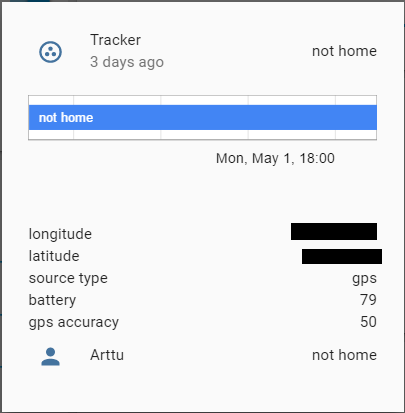 Tracker
not home
3 days ago
not home
Mon, May 1, 18:00
longitude
latitude
source type gps
battery 79
gps accuracy 50
Arttu not home